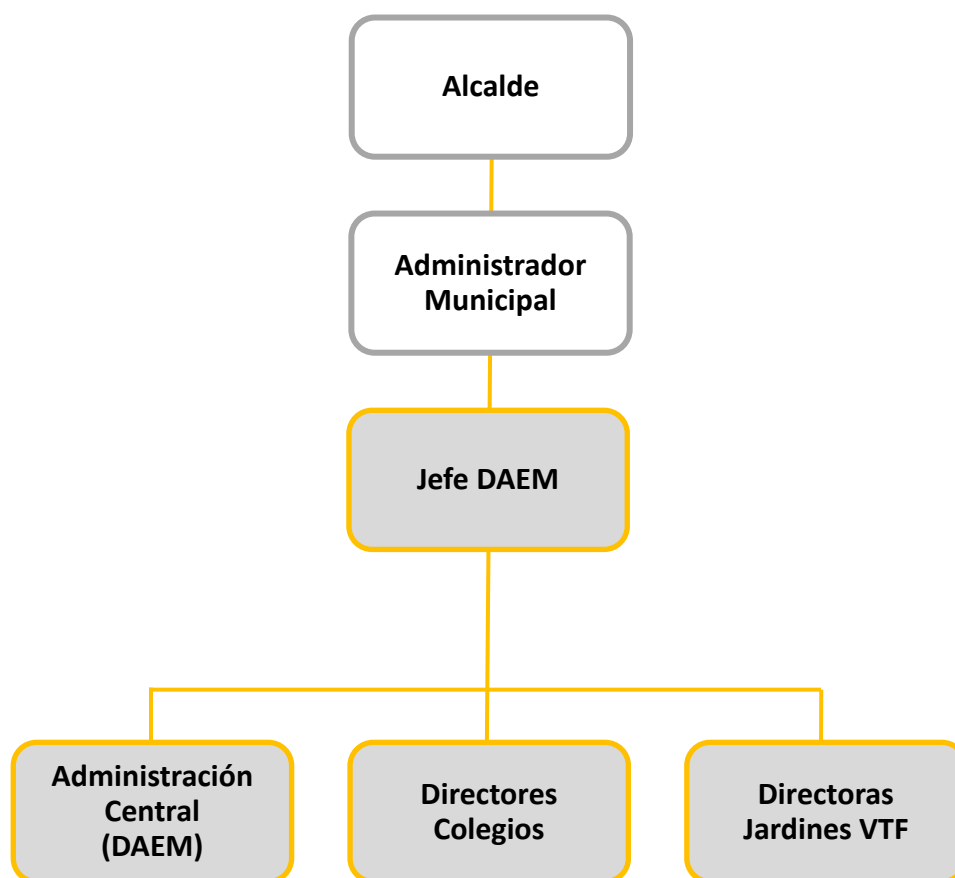 Alcalde
Administrador
Municipal
Jefe DAEM
Administración
Central
(DAEM)
Directores
Colegios
Directoras
Jardines VTF